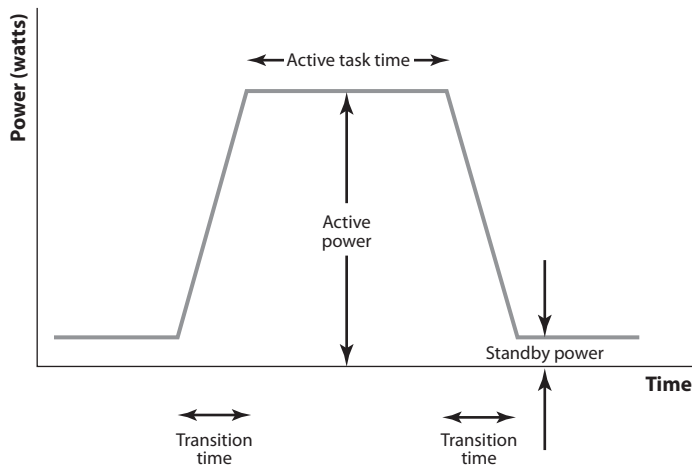 Power (watts)
Active task time
Active
power
Standby power
Time
Transition
time
Transition
time